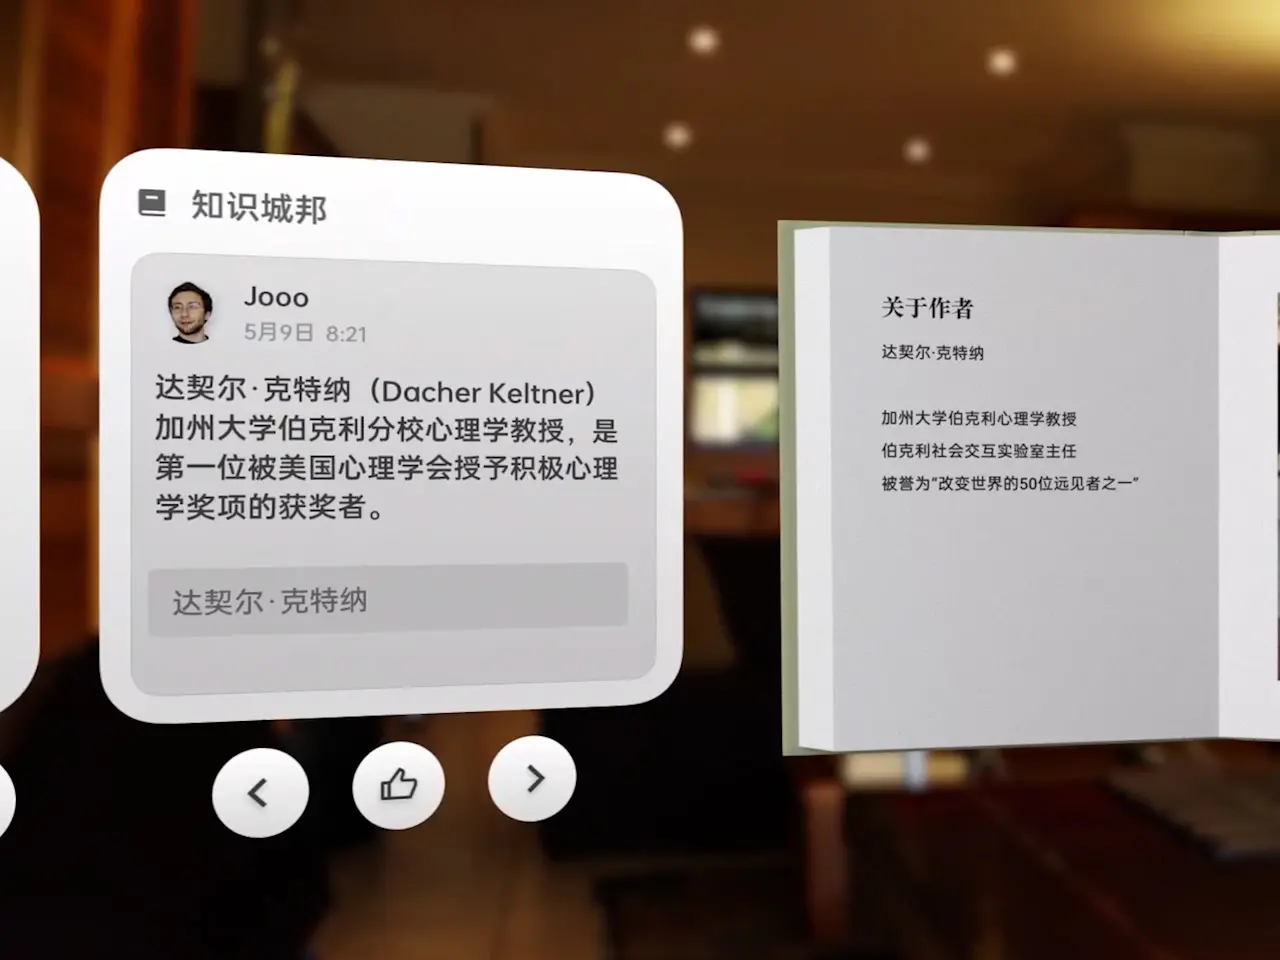 知识城邦
Jooo
5月9日 8:21
达契尔·克特纳（Dacher Keltner）
加州大学伯克利分校心理学教授，是
第一位被美国心理学会授予积极心理
学奖项的获奖者。
达契尔·克特纳
关于作者
达契尔·克特纳
加州大学伯克利心理学教授
伯克利社会交互实验室主任
被誉为“改变世界的50位远见者之一”